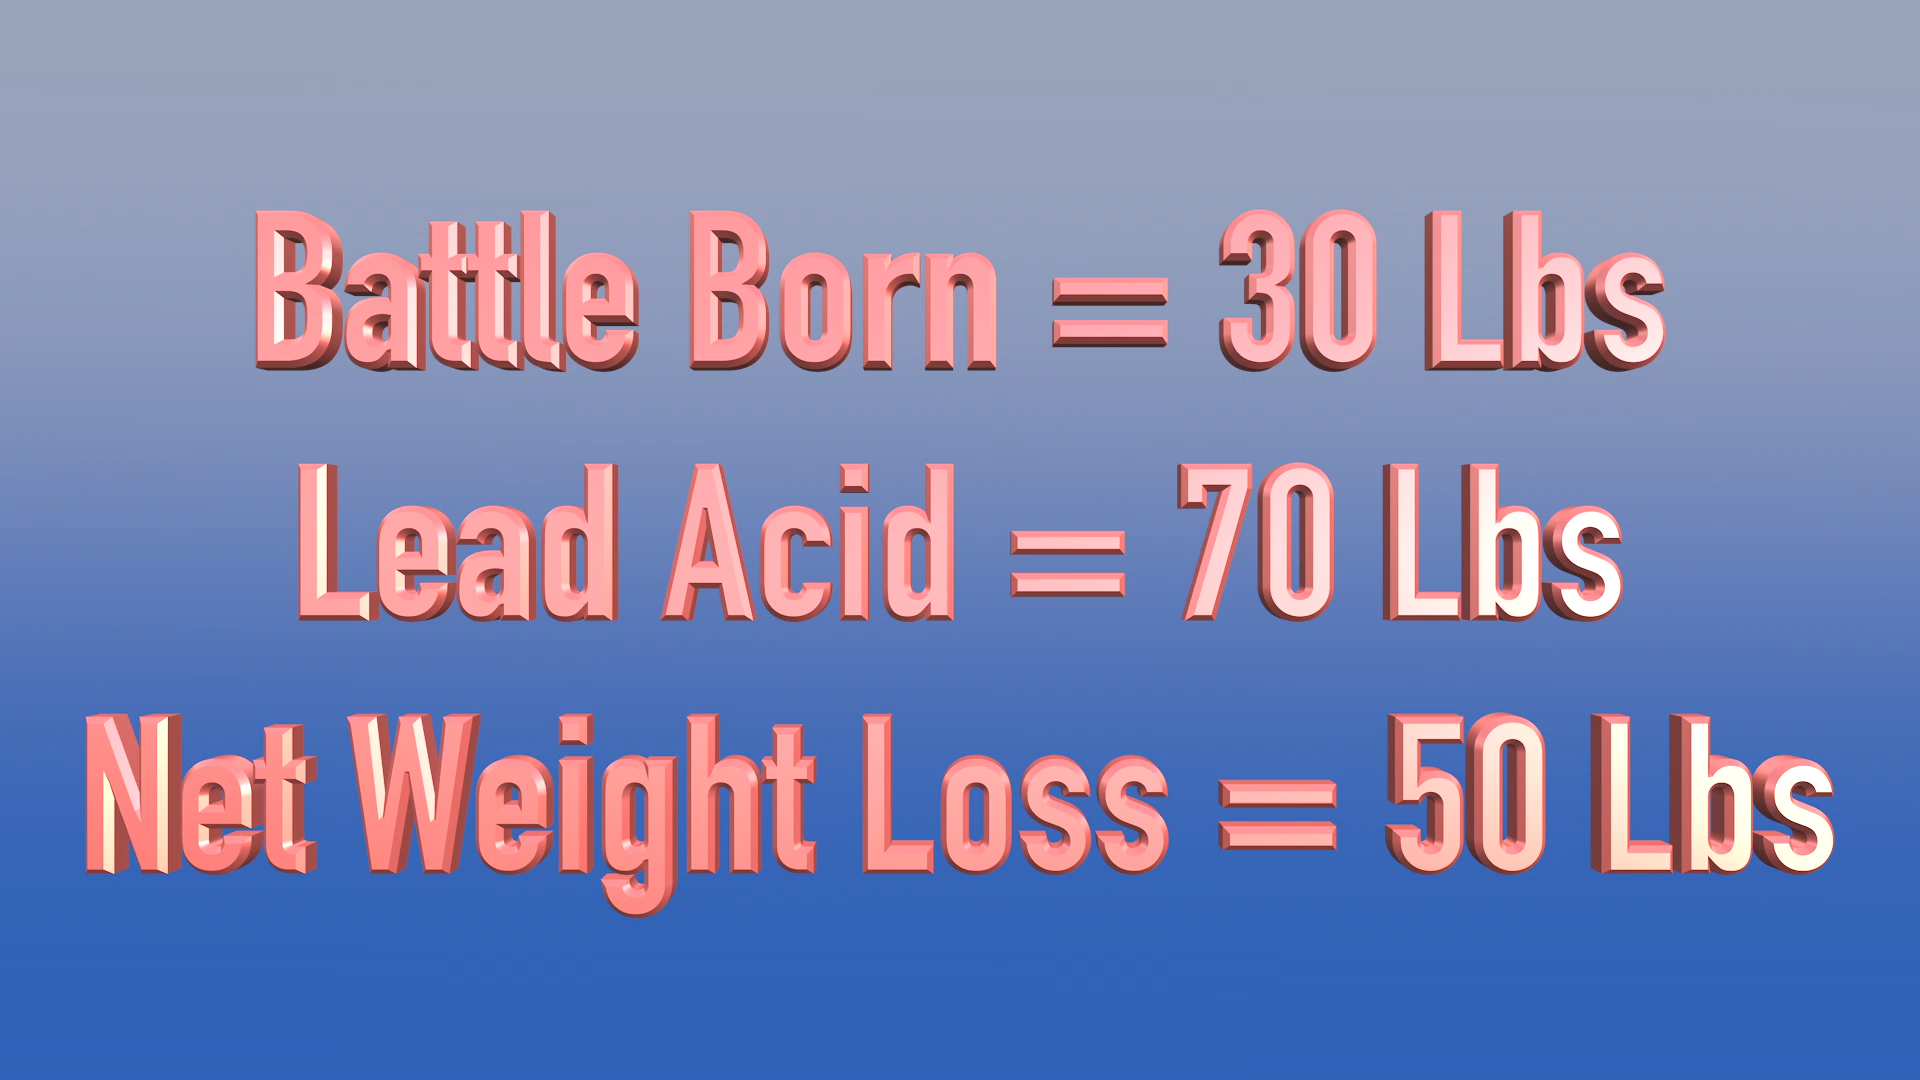 Battle Born = 30 Lbs
Lead Acid = 70 Lbs
Net Weight Loss = 50 Lbs